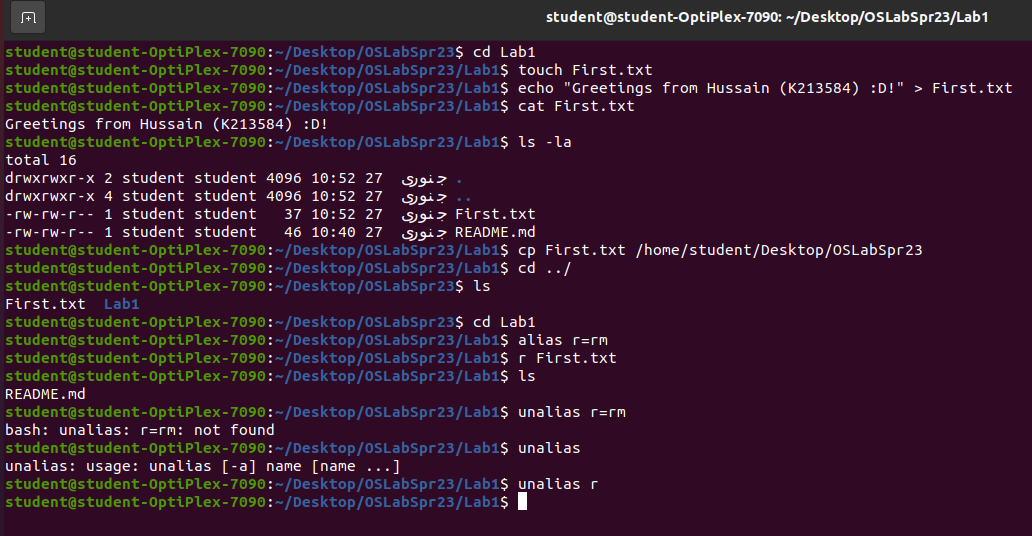 student@student-OptiPlex-7090: ~/Desktop/OSLabSpr23/Lab1
student@student-OptiPlex-7090:~/Desktop/OSLabSpr23$ cd Lab1
student@student-OptiPlex-7090:~/Desktop/OSLabSpr23/Lab1$ touch First.txt
student@student-OptiPlex-7090:~/Desktop/OSLabSpr23/Lab1$ echo "Greetings from Hussain (K213584) :D!" > First.txt
student@student-OptiPlex-7090:~/Desktop/OSLabSpr23/Lab1$ cat First.txt
Greetings from Hussain (K213584) :D!
student@student-OptiPlex-7090:~/Desktop/OSLabSpr23/Lab1$ ls -la
total 16
drwxrwxr-x 2 student student 4096 10:52 27  جنوری .
drwxrwxr-x 4 student student 4096 10:52 27  جنوری ..
-rw-rw-r-- 1 student student   37 10:52 27  جنوری First.txt
-rw-rw-r-- 1 student student   46 10:40 27  جنوری README.md
student@student-OptiPlex-7090:~/Desktop/OSLabSpr23/Lab1$ cp First.txt /home/student/Desktop/OSLabSpr23
student@student-OptiPlex-7090:~/Desktop/OSLabSpr23/Lab1$ cd ../
student@student-OptiPlex-7090:~/Desktop/OSLabSpr23$ ls
First.txt  Lab1
student@student-OptiPlex-7090:~/Desktop/OSLabSpr23$ cd Lab1
student@student-OptiPlex-7090:~/Desktop/OSLabSpr23/Lab1$ alias r=rm
student@student-OptiPlex-7090:~/Desktop/OSLabSpr23/Lab1$ r First.txt
student@student-OptiPlex-7090:~/Desktop/OSLabSpr23/Lab1$ ls
README.md
student@student-OptiPlex-7090:~/Desktop/OSLabSpr23/Lab1$ unalias r=rm
bash: unalias: r=rm: not found
student@student-OptiPlex-7090:~/Desktop/OSLabSpr23/Lab1$ unalias
unalias: usage: unalias [-a] name [name ...]
student@student-OptiPlex-7090:~/Desktop/OSLabSpr23/Lab1$ unalias r
student@student-OptiPlex-7090:~/Desktop/OSLabSpr23/Lab1$